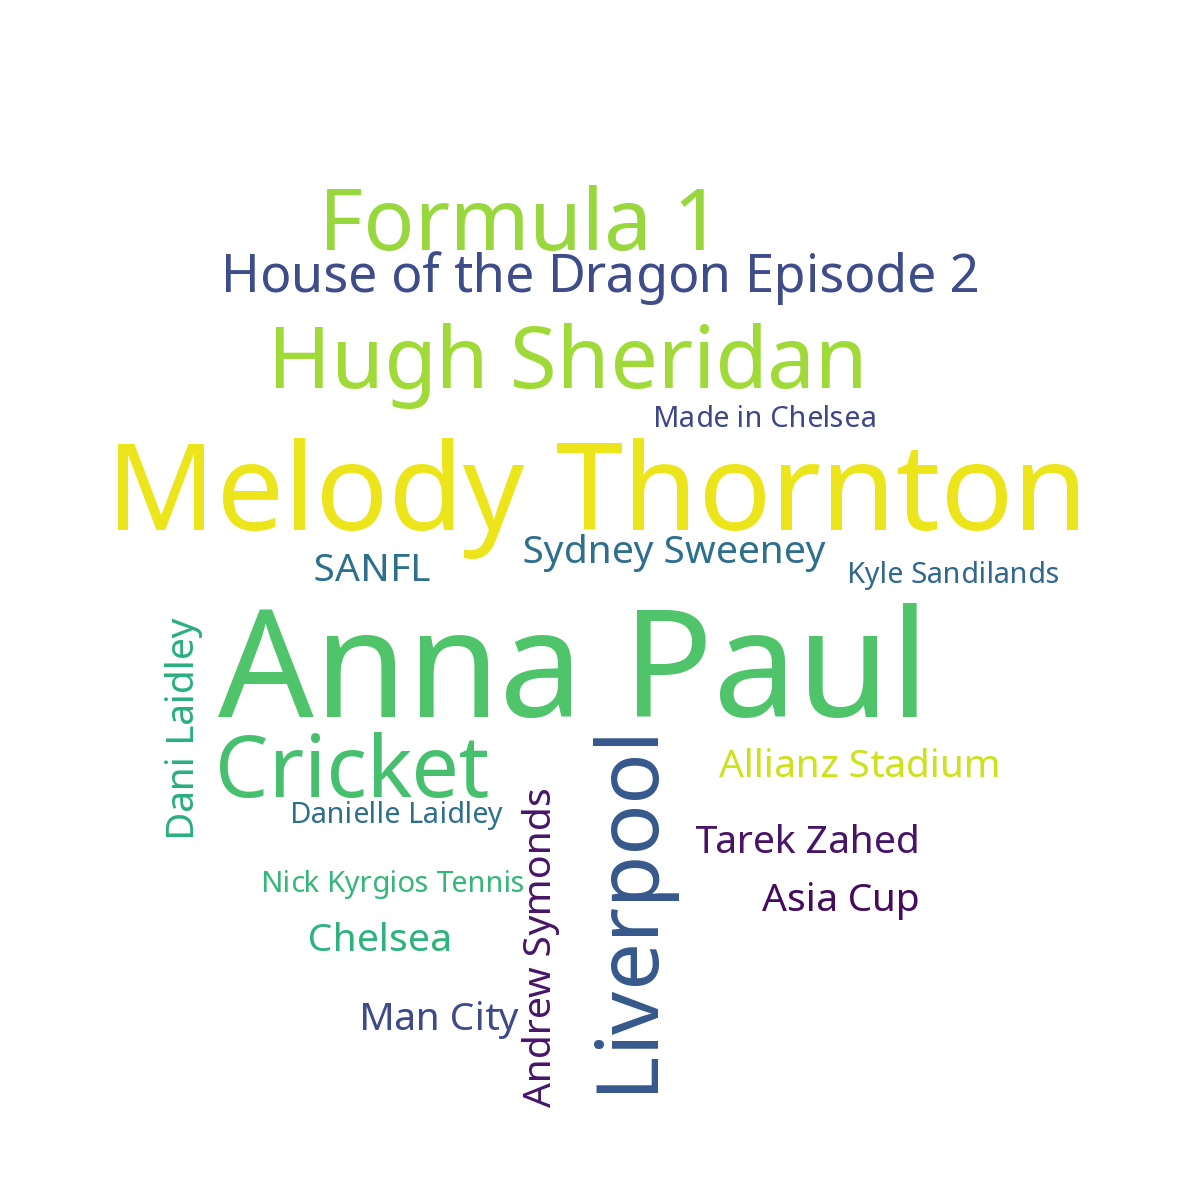 Formula 1
House of the Dragon Episode 2
Hugh Sheridan
Made in Chelsea
Melody Thornton
Sydney Sweeney
SANFL
Kyle Sandilands
Anna Paul
Dani Laidley
Cricket
Liverpool
Allianz Stadium
Danielle Laidley
Andrew Symonds
Tarek Zahed
Nick Kyrgios Tennis
Asia Cup
Chelsea
Man City